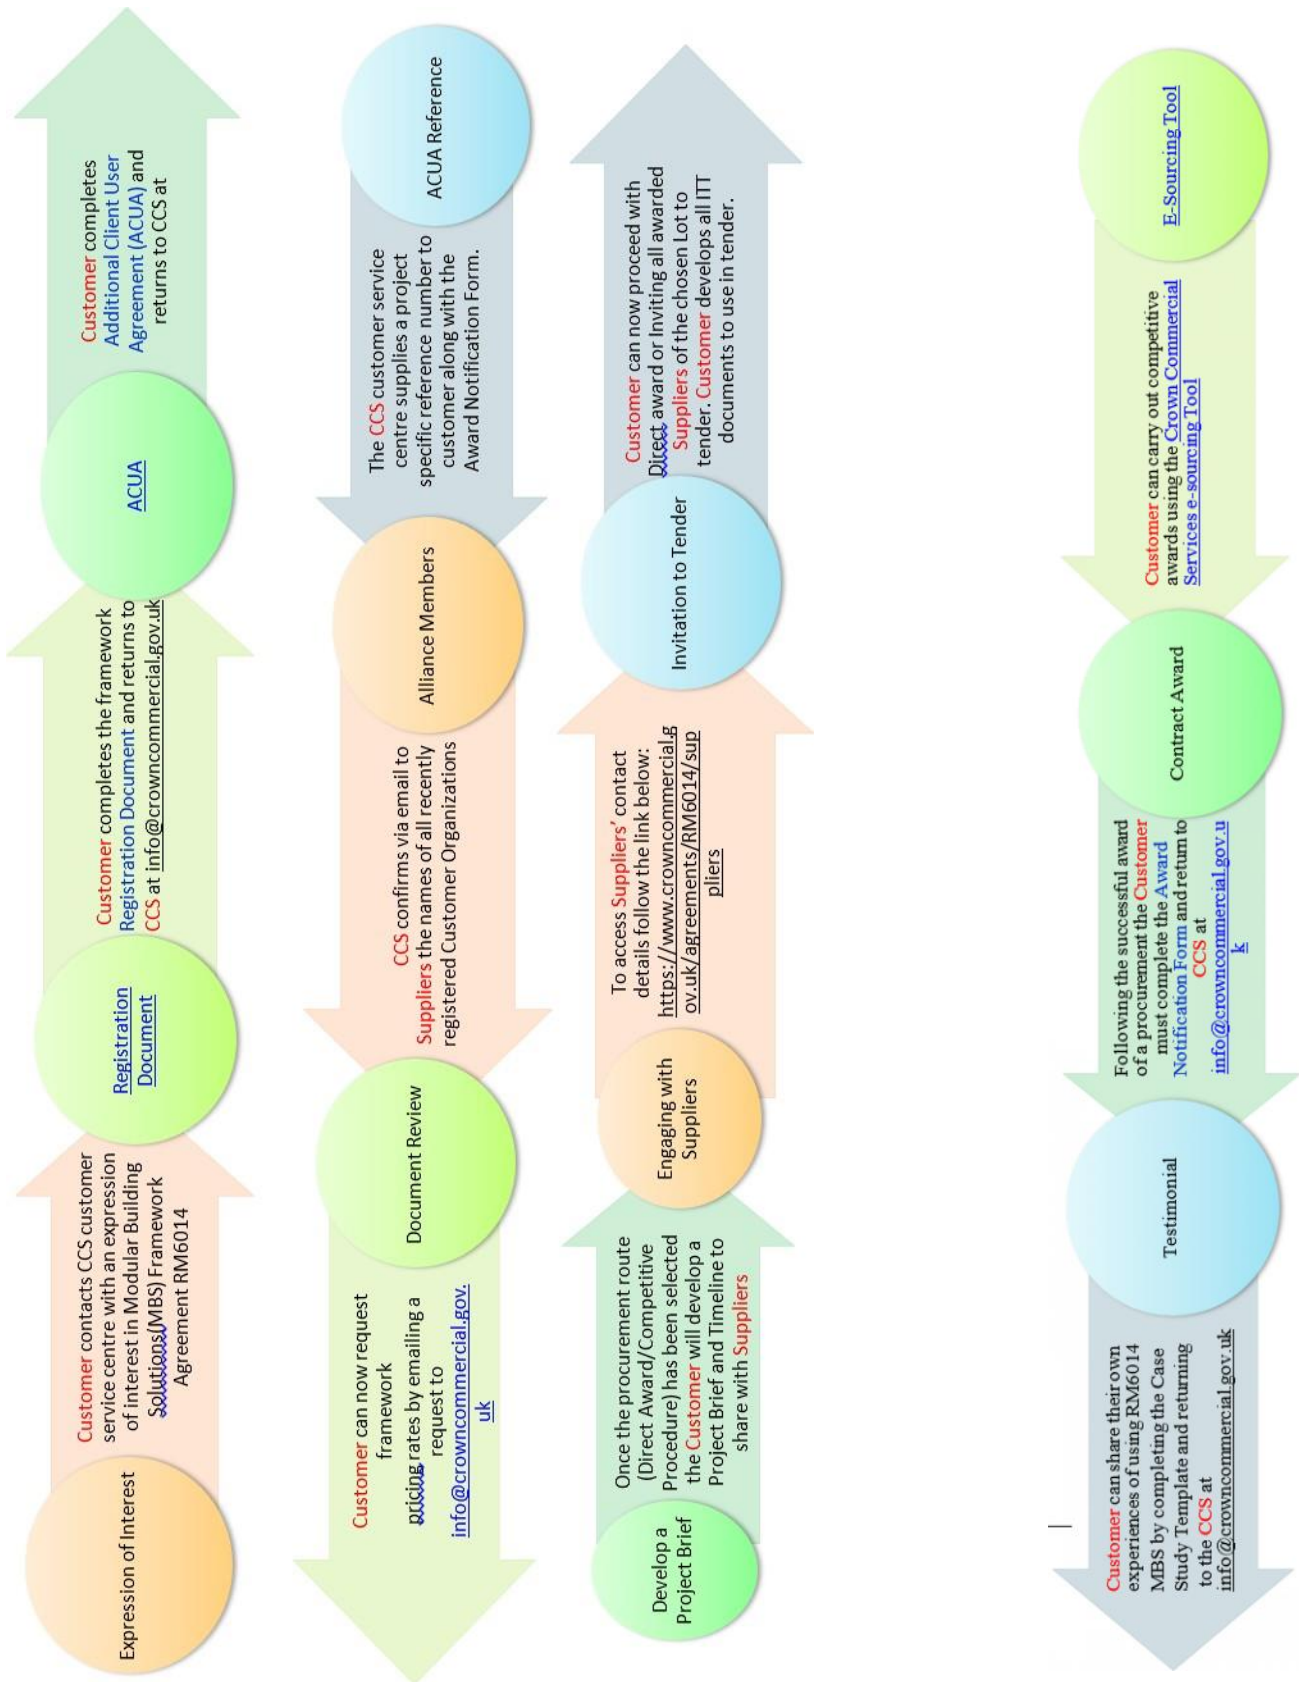 Expression of Interest
Customer contacts CCS customer
service centre with an expression
of interest in Modular Building
Solutions(MBS) Framework
Agreement RM6014
Registration
Document
Customer completes the framework
Registration Document and returns to
CCS at info@crowncommercial.gov.uk
ACUA
Customer completes
Additional Client User
Agreement (ACUA) and
returns to CCS at
ACUA Reference
The CCS customer service
centre supplies a project
specific reference number to
customer along with the
Award Notification Form.
Alliance Members
CCS confirms via email to
Suppliers the names of all recently
registered Customer Organizations
Document Review
Customer can now request
framework
pricing rates by emailing a
request to
info@crowncommercial.gov.
uk
Develop a
Project Brief
Once the procurement route
(Direct Award/Competitive
Procedure) has been selected
the Customer will develop a
Project Brief and Timeline to
share with Suppliers
Engaging with
Suppliers
To access Suppliers’ contact
details follow the link below:
https://www.crowncommercial.g
ov.uk/agreements/RM6014/sup
pliers
Invitation to Tender
Customer can now proceed with
Direct award or Inviting all awarded
Suppliers of the chosen Lot to
tender. Customer develops all ITT
documents to use in tender.
E-Sourcing Tool
Customer can carry out competitive
awards using the Crown Commercial
Services e-sourcing Tool
Contract Award
Following the successful award
of a procurement the Customer
must complete the Award
Notification Form and return to
CCS at
info@crowncommercial.gov.u
k
Testimonial
Customer can share their own
experiences of using RM6014
MBS by completing the Case
Study Template and returning
to the CCS at
info@crowncommercial.gov.uk